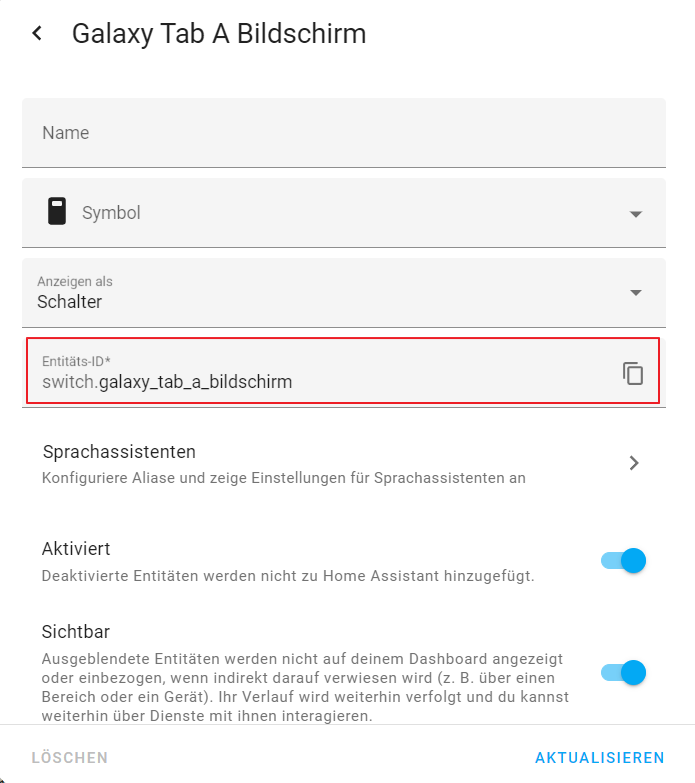 Galaxy Tab A Bildschirm
Name
Symbol
Anzeigen als
Schalter
Entitäts-ID*
switch.galaxy_tab_a_bildschirm
Sprachassistenten
Konfiguriere Aliase und zeige Einstellungen für Sprachassistenten an
Aktiviert
Deaktivierte Entitäten werden nicht zu Home Assistant hinzugefügt.
Sichtbar
Ausgeblendete Entitäten werden nicht auf deinem Dashboard angezeigt
oder einbezogen, wenn indirekt darauf verwiesen wird (z. B. über einen
Bereich oder ein Gerät). Ihr Verlauf wird weiterhin verfolgt und du kannst
weiterhin über Dienste mit ihnen interagieren.
LÖSCHEN
AKTUALISIEREN